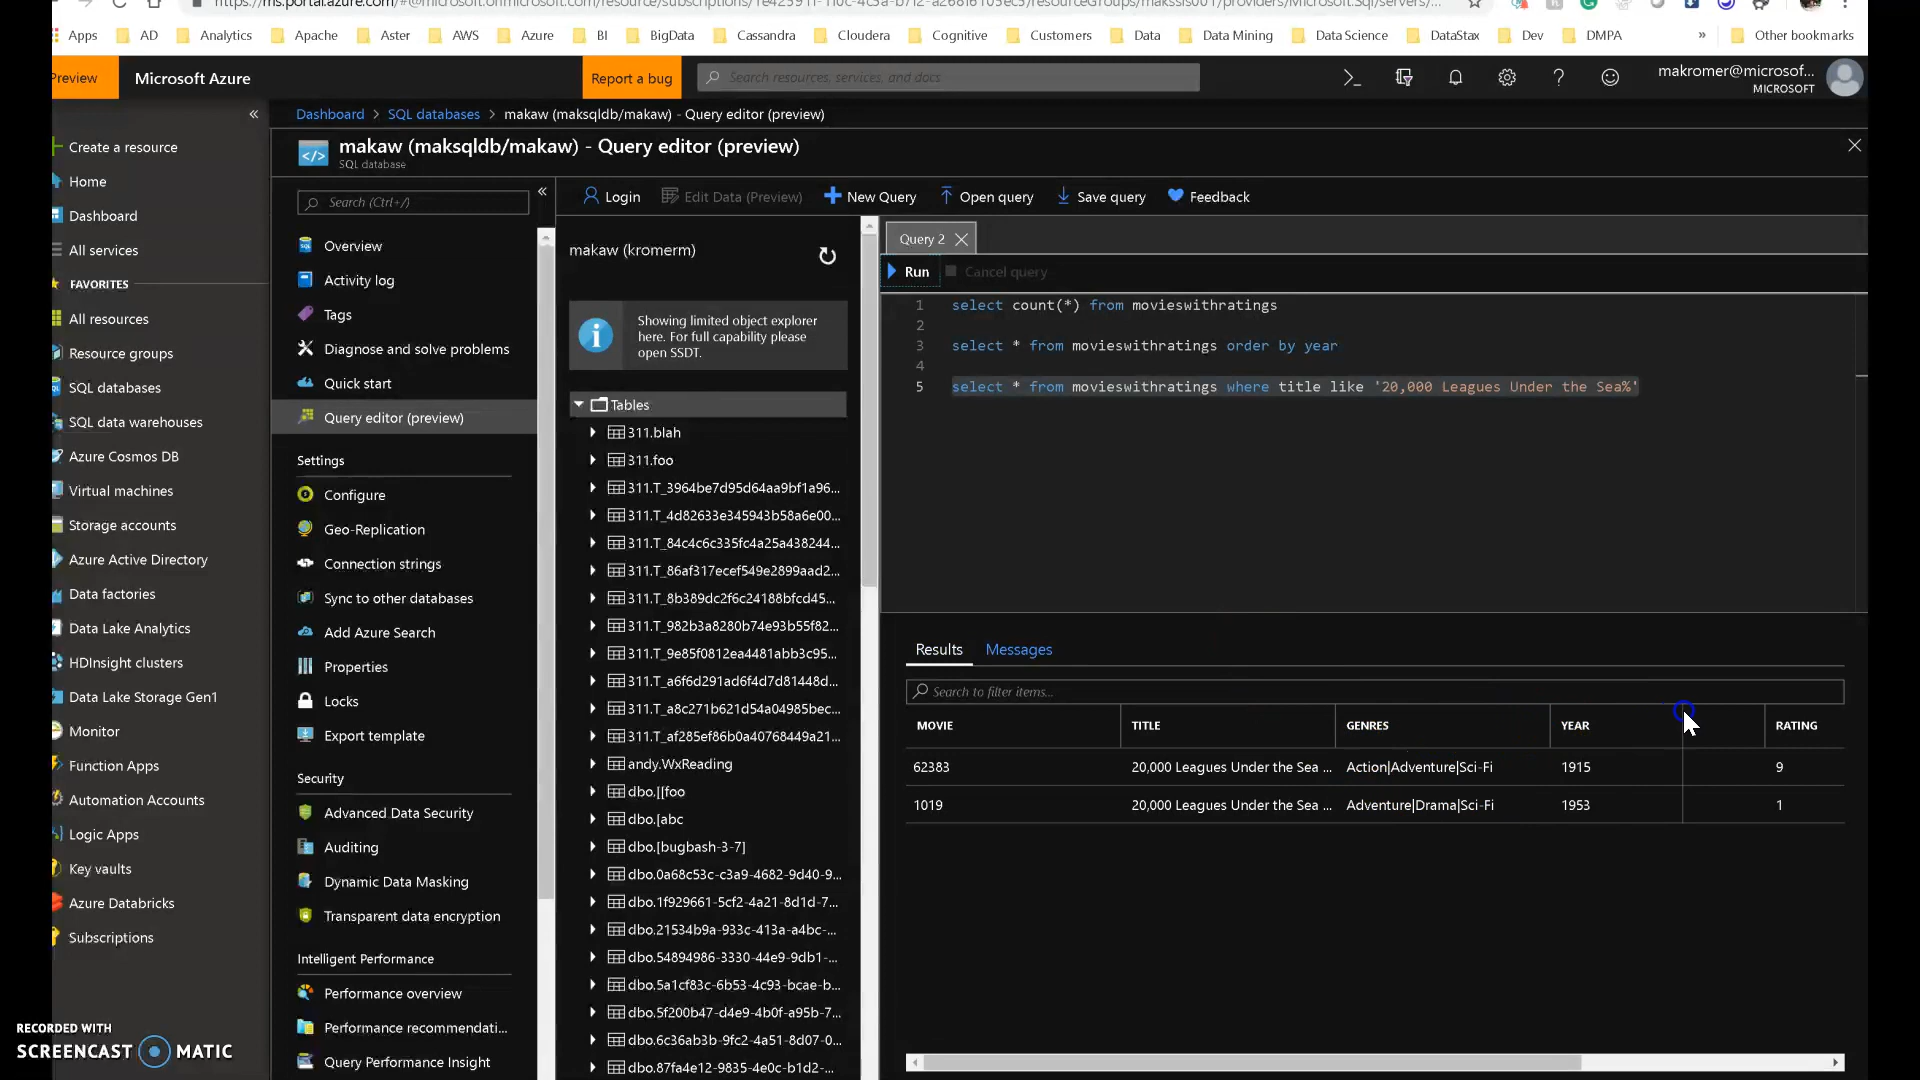 Apps AD Analytics Apache Aster AWS Azure BI BigData Cassandra Cloudera Cognitive Customers Data Data Mining Data Science DataStax Dev DMPA » Other bookmarks
Preview Microsoft Azure Report a bug Search resources, services, and docs makromer@microsof...
MICROSOFT
Dashboard > SQL databases > makaw (maksqldb/makaw) - Query editor (preview)
makaw (maksqldb/makaw) - Query editor (preview)
SQL database
Create a resource
Home
Dashboard
All services
FAVORITES
All resources
Resource groups
SQL databases
SQL data warehouses
Azure Cosmos DB
Virtual machines
Storage accounts
Azure Active Directory
Data factories
Data Lake Analytics
HDInsight clusters
Data Lake Storage Gen1
Monitor
Function Apps
Automation Accounts
Logic Apps
Key vaults
Azure Databricks
Subscriptions
Search (Ctrl+/)
Overview
Activity log
Tags
Diagnose and solve problems
Quick start
Query editor (preview)
Settings
Configure
Geo-Replication
Connection strings
Sync to other databases
Add Azure Search
Properties
Locks
Export template
Security
Advanced Data Security
Auditing
Dynamic Data Masking
Transparent data encryption
Intelligent Performance
Performance overview
Performance recommendati...
Query Performance Insight
Login Edit Data (Preview) New Query Open query Save query Feedback
makaw (kromerm)
Showing limited object explorer
here. For full capability please
open SSDT.
Tables
311.blah
311.foo
311.T_3964be7d95d64aa9bf1a96...
311.T_4d82633e345943b58a6e00...
311.T_84c4c6c335fc4a25a438244...
311.T_86af317ecef549e2899aad2...
311.T_8b389dc2f6c24188bfcd45...
311.T_982b3a8280b74e93b55f82...
311.T_9e85f0812ea4481abb3c95...
311.T_a6f6d291ad6f4d7d81448d...
311.T_a8c271b621d54a04985bec...
311.T_af285ef86b0a40768449a21...
andy.WxReading
dbo.[[foo
dbo.[abc
dbo.[bugbash-3-7]
dbo.0a68c53c-c3a9-4682-9d40-9...
dbo.1f929661-5cf2-4a21-8d1d-7...
dbo.21534b9a-933c-413a-a4bc-...
dbo.54894986-3330-44e9-9db1-...
dbo.5a1cf83c-6b53-4c93-bcae-b...
dbo.5f200b47-d4e9-4b0f-a95b-7...
dbo.6c36ab3b-9fc2-4a51-8d07-0...
dbo.87fa4e12-9835-4e0c-b1d2-...
Query 2
Run Cancel query
1 select count(*) from movieswithratings
2
3 select * from movieswithratings order by year
4
5 select * from movieswithratings where title like '20,000 Leagues Under the Sea%'
Results Messages
Search to filter items...
MOVIE TITLE GENRES YEAR RATING
62383 20,000 Leagues Under the Sea ... Action|Adventure|Sci-Fi 1915 9
1019 20,000 Leagues Under the Sea ... Adventure|Drama|Sci-Fi 1953 1
RECORDED WITH
SCREENCAST MATIC